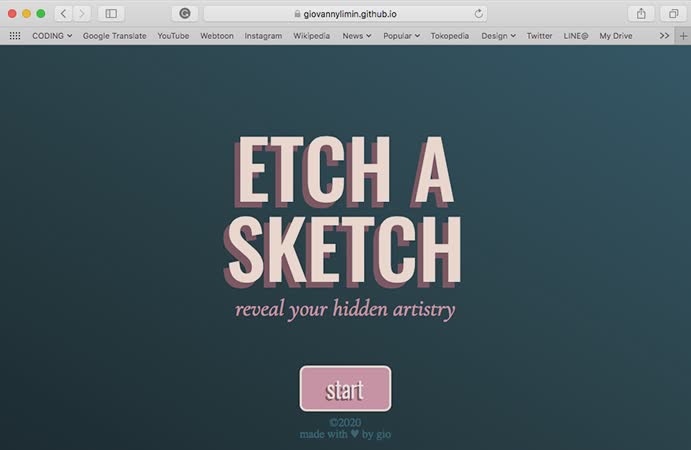 giovannylimin.github.io
CODING Google Translate YouTube Webtoon Instagram Wikipedia News Popular Tokopedia Design Twitter LINE@ My Drive
ETCH A
SKETCH
reveal your hidden artistry
start
©2020
made with ♥ by gio